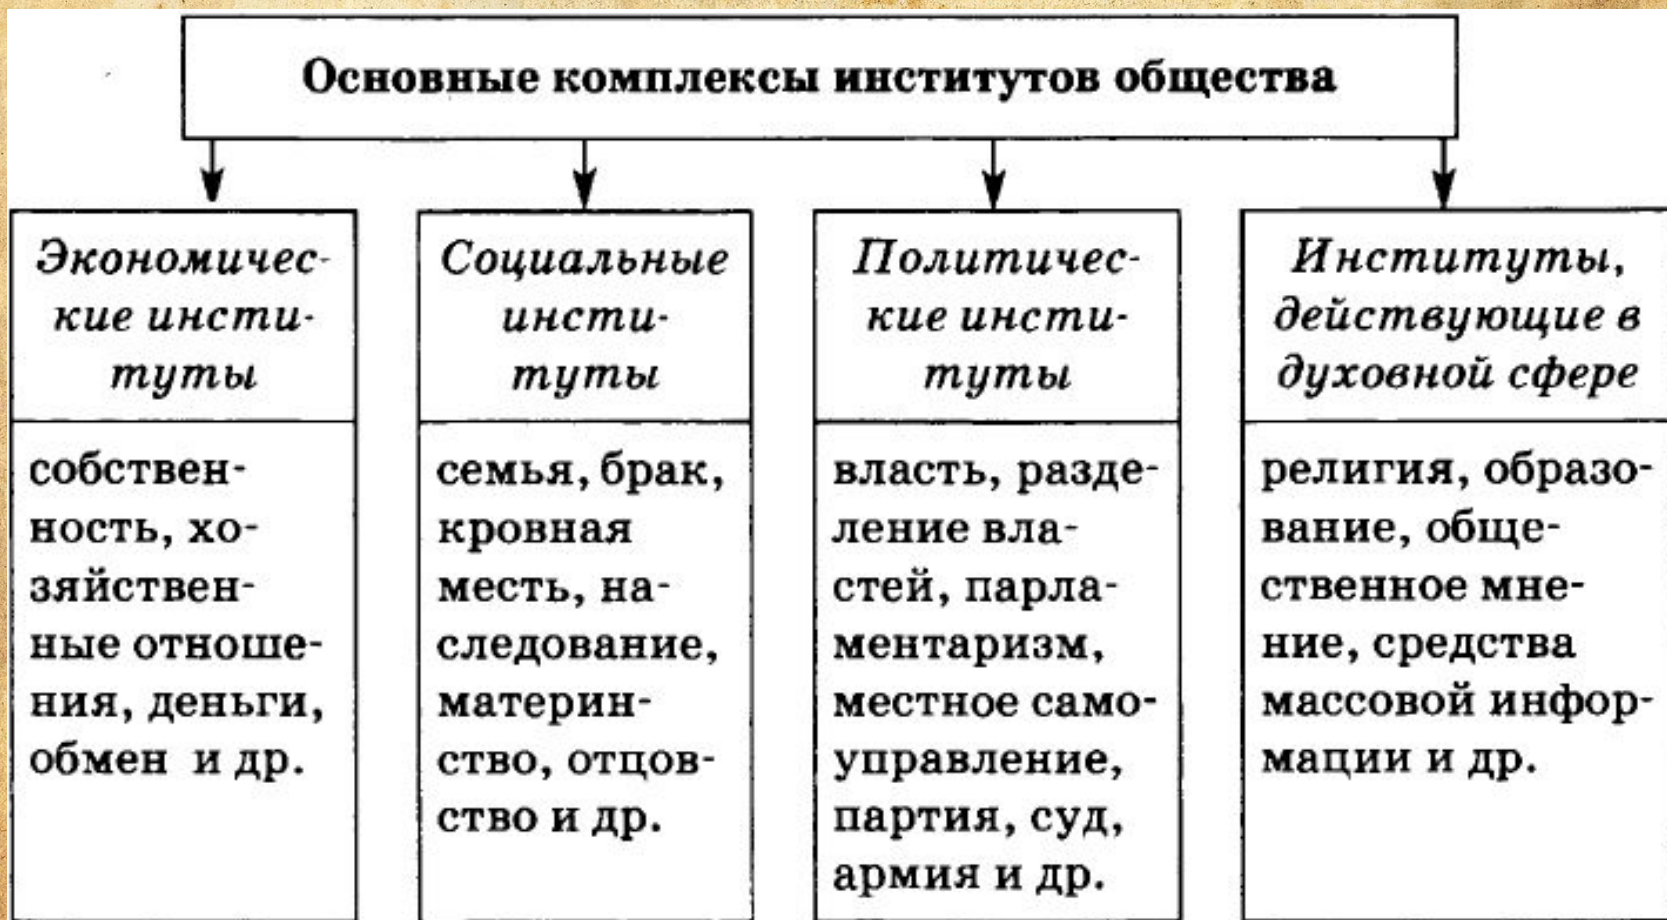 Основные комплексы институтов общества
Экономичес-
кие инсти-
туты
собствен-
ность, хо-
зяйствен-
ные отноше-
ния, деньги,
обмен и др.
Социальные
инсти-
туты
семья, брак,
кровная
месть, на-
следование,
материн-
ство, отцов-
ство и др.
Политичес-
кие инсти-
туты
власть, разде-
ление вла-
стей, парла-
ментаризм,
местное само-
управление,
партия, суд,
армия и др.
Институты,
действующие в
духовной сфере
религия, образо-
вание, обще-
ственное мне-
ние, средства
массовой инфор-
мации и др.